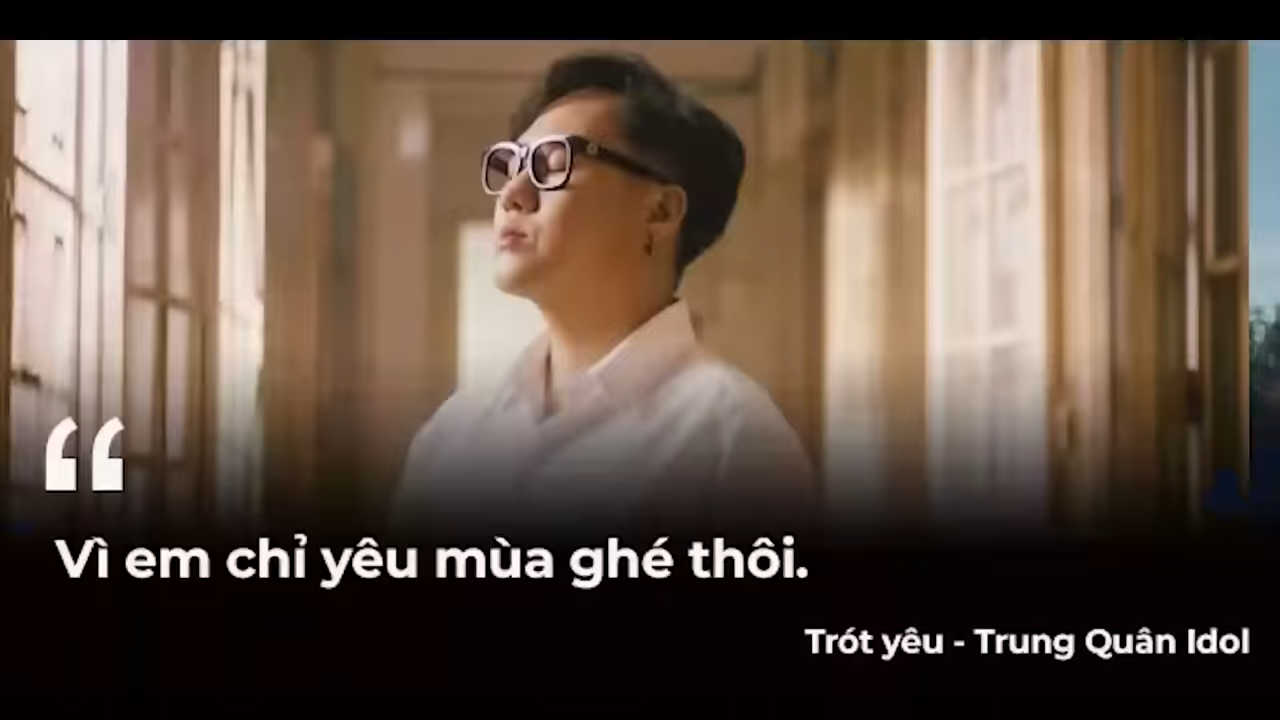 “
Vì em chỉ yêu mùa ghé thôi.
Trót yêu - Trung Quân Idol